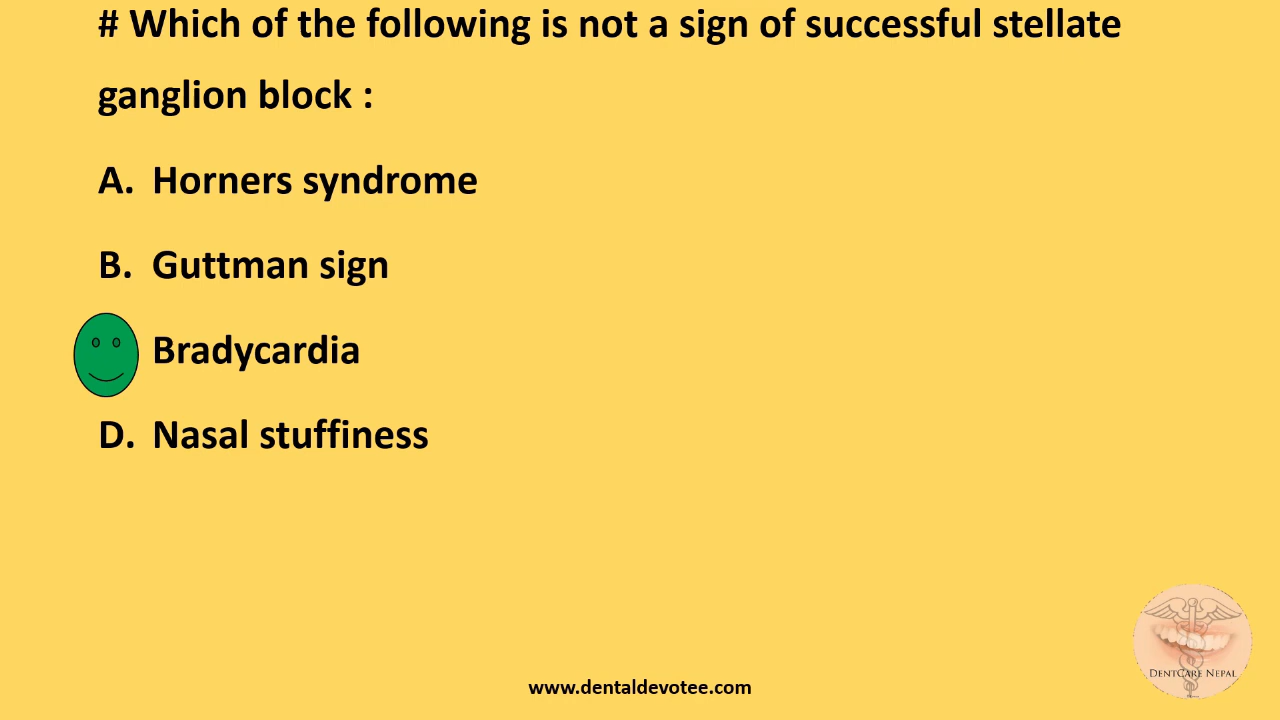 # Which of the following is not a sign of successful stellate
ganglion block :
A. Horners syndrome
B. Guttman sign
Bradycardia
D. Nasal stuffiness
DENTCARE NEPAL
www.dentaldevotee.com